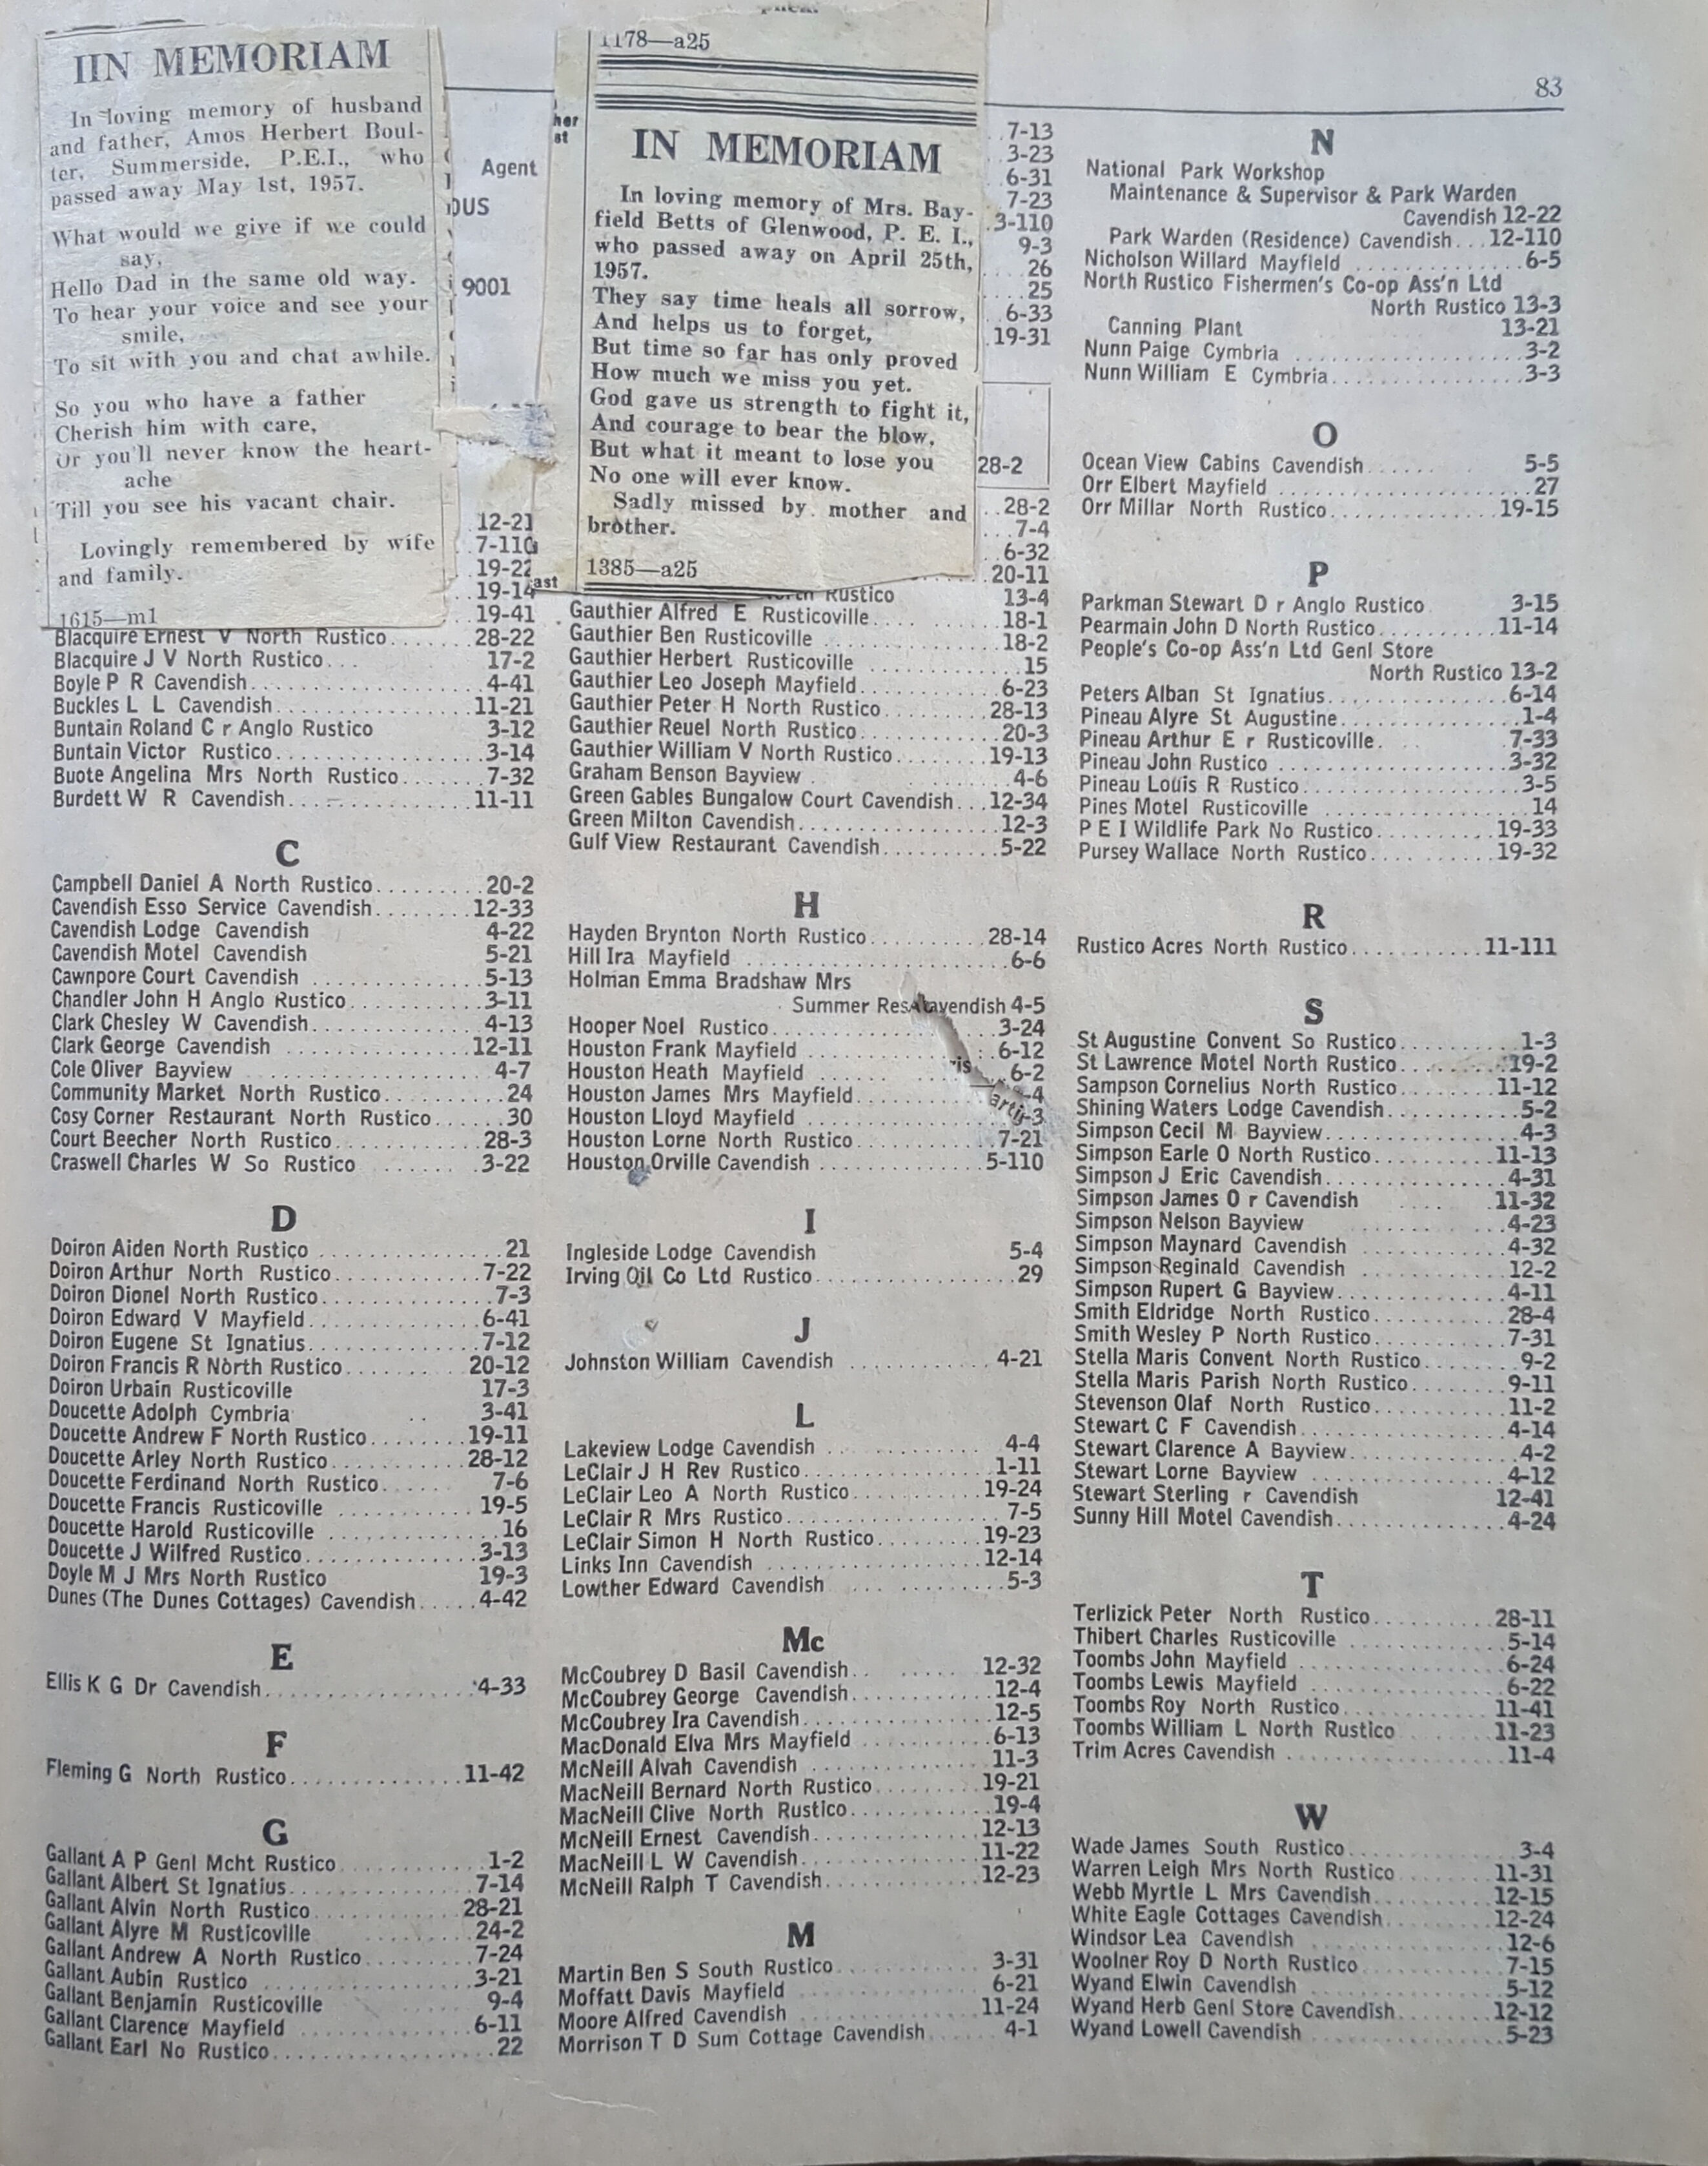 IIN MEMORIAM
In loving memory of husband
and father, Amos Herbert Boul-
ter, Summerside, P.E.I., who
passed away May 1st, 1957.
What would we give if we could
say,
Hello Dad in the same old way.
To hear your voice and see your
smile,
To sit with you and chat awhile.
So you who have a father
Cherish him with care,
Or you'll never know the heart-
ache
Till you see his vacant chair.
Lovingly remembered by wife
and family.
1615—m1
Agent
OUS
9001
12-21
7-110
19-22
19-14
19-41
Blacquire Ernest V North Rustico 28-22
Blacquire J V North Rustico 17-2
Boyle P R Cavendish 4-41
Buckles L L Cavendish 11-21
Buntain Roland C r Anglo Rustico 3-12
Buntain Victor Rustico 3-14
Buote Angelina Mrs North Rustico 7-32
Burdett W R Cavendish 11-11
C
Campbell Daniel A North Rustico 20-2
Cavendish Esso Service Cavendish 12-33
Cavendish Lodge Cavendish 4-22
Cavendish Motel Cavendish 5-21
Cawnpore Court Cavendish 5-13
Chandler John H Anglo Rustico 3-11
Clark Chesley W Cavendish 4-13
Clark George Cavendish 12-11
Cole Oliver Bayview 4-7
Community Market North Rustico 24
Cosy Corner Restaurant North Rustico 30
Court Beecher North Rustico 28-3
Craswell Charles W So Rustico 3-22
D
Doiron Aiden North Rustico 21
Doiron Arthur North Rustico 7-22
Doiron Dionel North Rustico 7-3
Doiron Edward V Mayfield 6-41
Doiron Eugene St Ignatius 7-12
Doiron Francis R North Rustico 20-12
Doiron Urbain Rusticoville 17-3
Doucette Adolph Cymbria 3-41
Doucette Andrew F North Rustico 19-11
Doucette Arley North Rustico 28-12
Doucette Ferdinand North Rustico 7-6
Doucette Francis Rusticoville 19-5
Doucette Harold Rusticoville 16
Doucette J Wilfred Rustico 3-13
Doyle M J Mrs North Rustico 19-3
Dunes (The Dunes Cottages) Cavendish 4-42
E
Ellis K G Dr Cavendish 4-33
F
Fleming G North Rustico 11-42
G
Gallant A P Genl Mcht Rustico 1-2
Gallant Albert St Ignatius 7-14
Gallant Alvin North Rustico 28-21
Gallant Alyre M Rusticoville 24-2
Gallant Andrew A North Rustico 7-24
Gallant Aubin Rustico 3-21
Gallant Benjamin Rusticoville 9-4
Gallant Clarence Mayfield 6-11
Gallant Earl No Rustico 22
1178—a25
IN MEMORIAM
In loving memory of Mrs. Bay-
field Betts of Glenwood, P. E. I.,
who passed away on April 25th,
1957.
They say time heals all sorrow,
And helps us to forget,
But time so far has only proved
How much we miss you yet.
God gave us strength to fight it,
And courage to bear the blow,
But what it meant to lose you
No one will ever know.
Sadly missed by mother and
brother.
1385—a25
7-13
3-23
6-31
7-23
3-110
9-3
26
25
6-33
19-31
28-2
28-2
7-4
6-32
20-11
Rustico 13-4
Gauthier Alfred E Rusticoville 18-1
Gauthier Ben Rusticoville 18-2
Gauthier Herbert Rusticoville 15
Gauthier Leo Joseph Mayfield 6-23
Gauthier Peter H North Rustico 28-13
Gauthier Reuel North Rustico 20-3
Gauthier William V North Rustico 19-13
Graham Benson Bayview 4-6
Green Gables Bungalow Court Cavendish 12-34
Green Milton Cavendish 12-3
Gulf View Restaurant Cavendish 5-22
H
Hayden Brynton North Rustico 28-14
Hill Ira Mayfield 6-6
Holman Emma Bradshaw Mrs
Summer Res Cavendish 4-5
Hooper Noel Rustico 3-24
Houston Frank Mayfield 6-12
Houston Heath Mayfield 6-2
Houston James Mrs Mayfield -4
Houston Lloyd Mayfield -3
Houston Lorne North Rustico 7-21
Houston Orville Cavendish 5-110
I
Ingleside Lodge Cavendish 5-4
Irving Oil Co Ltd Rustico 29
J
Johnston William Cavendish 4-21
L
Lakeview Lodge Cavendish 4-4
LeClair J H Rev Rustico 1-11
LeClair Leo A North Rustico 19-24
LeClair R Mrs Rustico 7-5
LeClair Simon H North Rustico 19-23
Links Inn Cavendish 12-14
Lowther Edward Cavendish 5-3
Mc
McCoubrey D Basil Cavendish 12-32
McCoubrey George Cavendish 12-4
McCoubrey Ira Cavendish 12-5
MacDonald Elva Mrs Mayfield 6-13
McNeill Alvah Cavendish 11-3
MacNeill Bernard North Rustico 19-21
MacNeill Clive North Rustico 19-4
McNeill Ernest Cavendish 12-13
MacNeill L W Cavendish 11-22
McNeill Ralph T Cavendish 12-23
M
Martin Ben S South Rustico 3-31
Moffatt Davis Mayfield 6-21
Moore Alfred Cavendish 11-24
Morrison T D Sum Cottage Cavendish 4-1
83
N
National Park Workshop
Maintenance & Supervisor & Park Warden
Cavendish 12-22
Park Warden (Residence) Cavendish 12-110
Nicholson Willard Mayfield 6-5
North Rustico Fishermen's Co-op Ass'n Ltd
North Rustico 13-3
Canning Plant 13-21
Nunn Paige Cymbria 3-2
Nunn William E Cymbria 3-3
O
Ocean View Cabins Cavendish 5-5
Orr Elbert Mayfield 27
Orr Millar North Rustico 19-15
P
Parkman Stewart D r Anglo Rustico 3-15
Pearmain John D North Rustico 11-14
People's Co-op Ass'n Ltd Genl Store
North Rustico 13-2
Peters Alban St Ignatius 6-14
Pineau Alyre St Augustine 1-4
Pineau Arthur E r Rusticoville 7-33
Pineau John Rustico 3-32
Pineau Louis R Rustico 3-5
Pines Motel Rusticoville 14
P E I Wildlife Park No Rustico 19-33
Pursey Wallace North Rustico 19-32
R
Rustico Acres North Rustico 11-111
S
St Augustine Convent So Rustico 1-3
St Lawrence Motel North Rustico 19-2
Sampson Cornelius North Rustico 11-12
Shining Waters Lodge Cavendish 5-2
Simpson Cecil M Bayview 4-3
Simpson Earle O North Rustico 11-13
Simpson J Eric Cavendish 4-31
Simpson James O r Cavendish 11-32
Simpson Nelson Bayview 4-23
Simpson Maynard Cavendish 4-32
Simpson Reginald Cavendish 12-2
Simpson Rupert G Bayview 4-11
Smith Eldridge North Rustico 28-4
Smith Wesley P North Rustico 7-31
Stella Maris Convent North Rustico 9-2
Stella Maris Parish North Rustico 9-11
Stevenson Olaf North Rustico 11-2
Stewart C F Cavendish 4-14
Stewart Clarence A Bayview 4-2
Stewart Lorne Bayview 4-12
Stewart Sterling r Cavendish 12-41
Sunny Hill Motel Cavendish 4-24
T
Terlizick Peter North Rustico 28-11
Thibert Charles Rusticoville 5-14
Toombs John Mayfield 6-24
Toombs Lewis Mayfield 6-22
Toombs Roy North Rustico 11-41
Toombs William L North Rustico 11-23
Trim Acres Cavendish 11-4
W
Wade James South Rustico 3-4
Warren Leigh Mrs North Rustico 11-31
Webb Myrtle L Mrs Cavendish 12-15
White Eagle Cottages Cavendish 12-24
Windsor Lea Cavendish 12-6
Woolner Roy D North Rustico 7-15
Wyand Elwin Cavendish 5-12
Wyand Herb Genl Store Cavendish 12-12
Wyand Lowell Cavendish 5-23